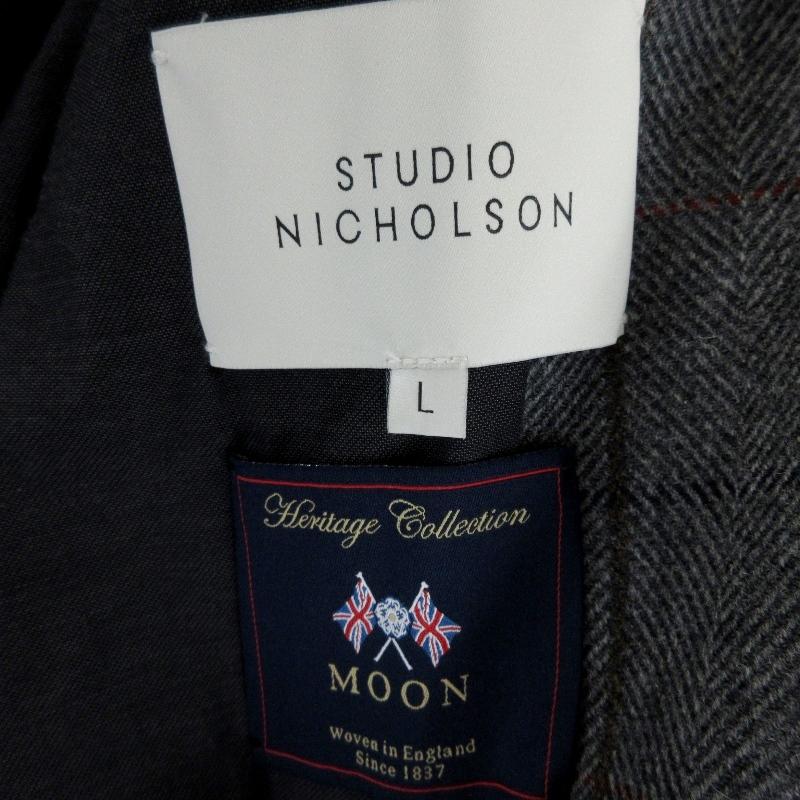 STUDIO
NICHOLSON
L
Heritage Collection
MOON
Woven in England
Since 1837